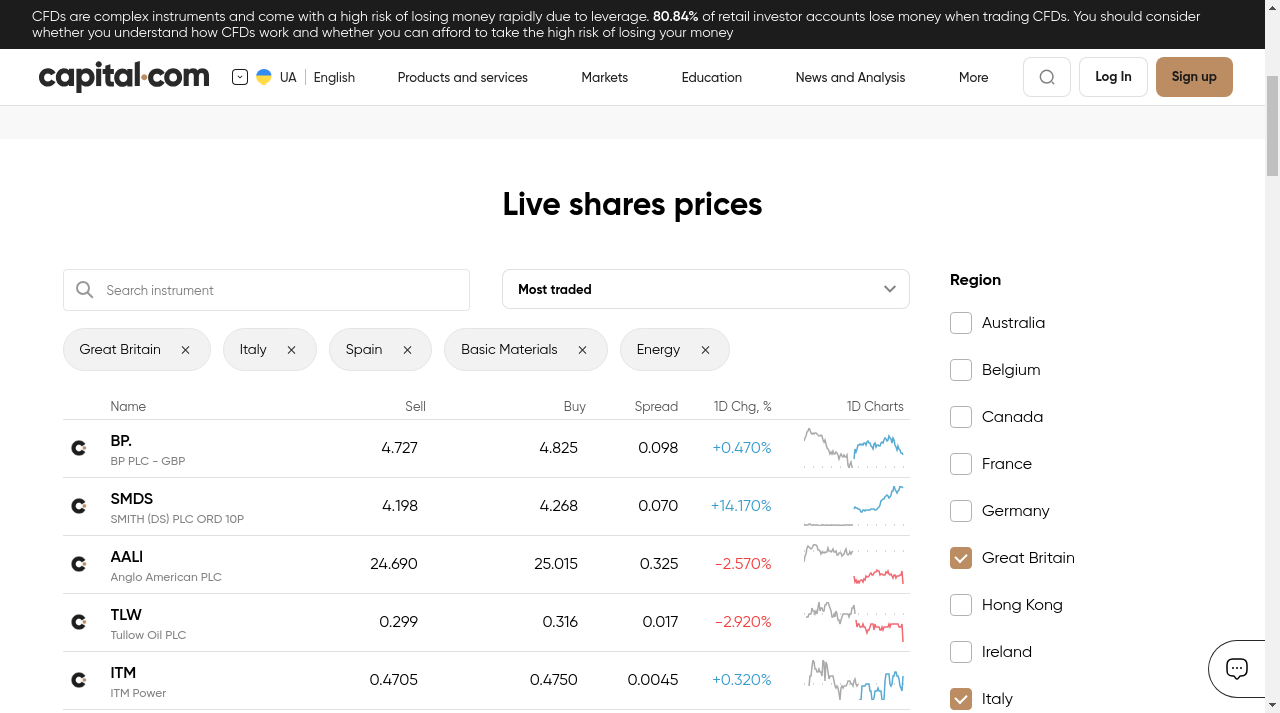 CFDs are complex instruments and come with a high risk of losing money rapidly due to leverage. 80.84% of retail investor accounts lose money when trading CFDs. You should consider
whether you understand how CFDs work and whether you can afford to take the high risk of losing your money
capital.com UA English Products and services Markets Education News and Analysis More Log In Sign up
Live shares prices
Search instrument Most traded Region
Australia
Great Britain Italy Spain Basic Materials Energy
Belgium
Name Sell Buy Spread 1D Chg, % 1D Charts
Canada
BP. 4.727 4.825 0.098 +0.470%
BP PLC - GBP
France
SMDS 4.198 4.268 0.070 +14.170%
SMITH (DS) PLC ORD 10P
Germany
AALl 24.690 25.015 0.325 -2.570%
Anglo American PLC
Great Britain
TLW 0.299 0.316 0.017 -2.920%
Tullow Oil PLC
Hong Kong
Ireland
ITM 0.4705 0.4750 0.0045 +0.320%
ITM Power
Italy